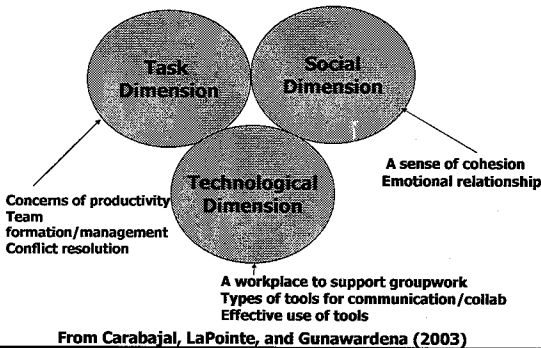 Task
Dimension
Social
Dimension
Technological
Dimension
A sense of cohesion
Emotional relationship
Concerns of productivity
Team
formation/management
Conflict resolution
A workplace to support groupwork
Types of tools for communication/collab
Effective use of tools
From Carabajal, LaPointe, and Gunawardena (2003)